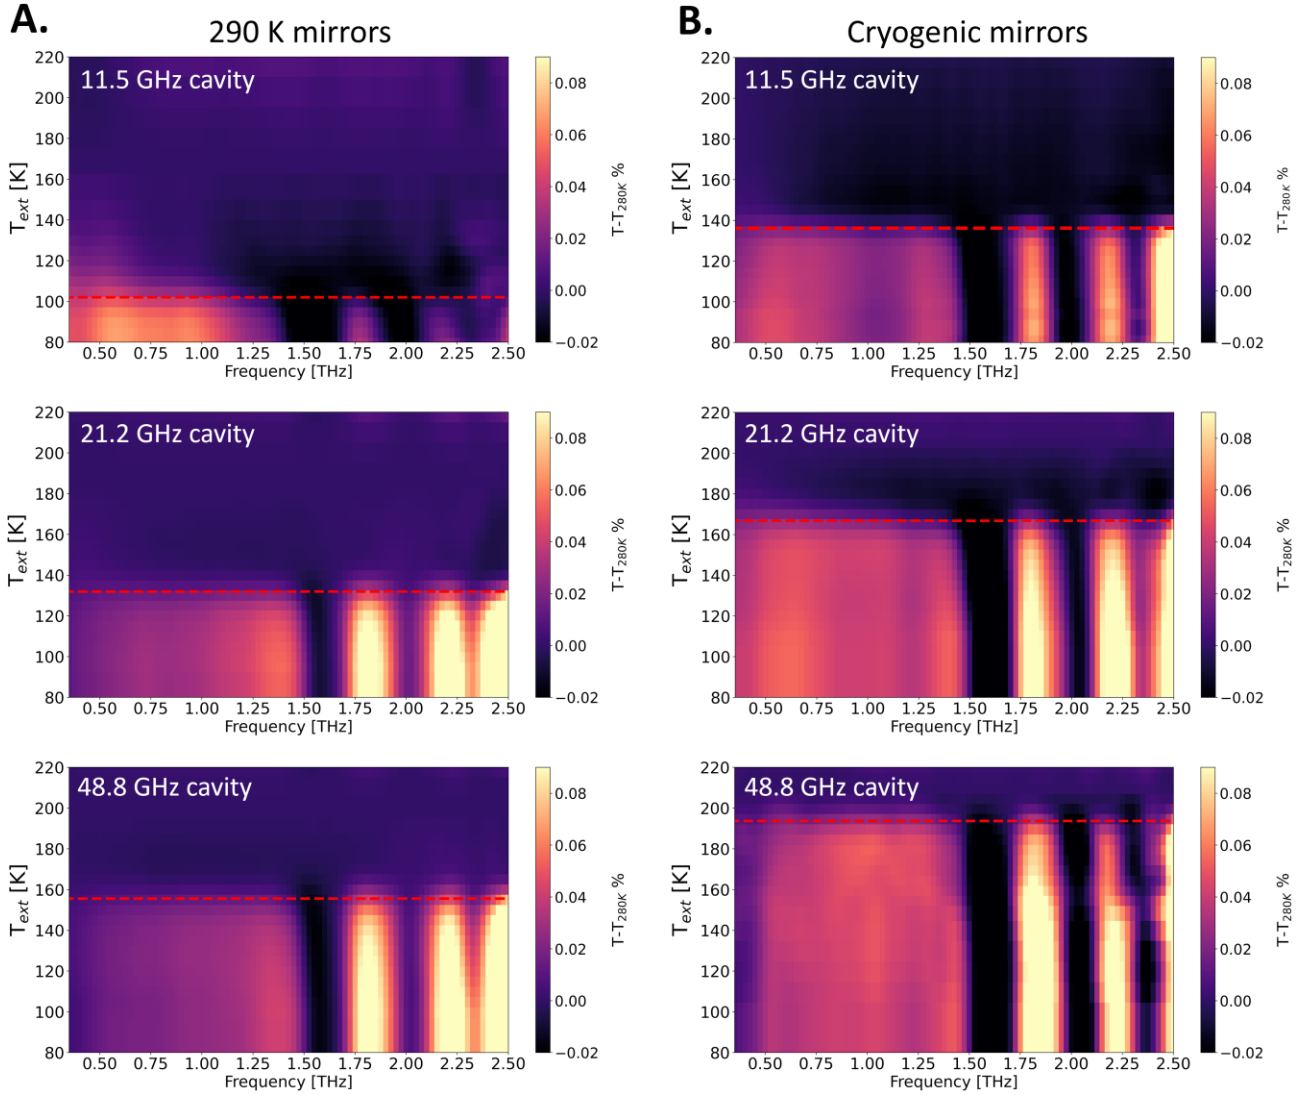 A.
290 K mirrors
11.5 GHz cavity
220
200
180
160
140
120
100
80
T_ext [K]
0.50 0.75 1.00 1.25 1.50 1.75 2.00 2.25 2.50
Frequency [THz]
0.08
0.06
0.04
0.02
0.00
−0.02
T-T280K %
B.
Cryogenic mirrors
11.5 GHz cavity
220
200
180
160
140
120
100
80
T_ext [K]
0.50 0.75 1.00 1.25 1.50 1.75 2.00 2.25 2.50
Frequency [THz]
0.08
0.06
0.04
0.02
0.00
−0.02
T-T280K %
21.2 GHz cavity
220
200
180
160
140
120
100
80
T_ext [K]
0.50 0.75 1.00 1.25 1.50 1.75 2.00 2.25 2.50
Frequency [THz]
0.08
0.06
0.04
0.02
0.00
−0.02
T-T280K %
21.2 GHz cavity
220
200
180
160
140
120
100
80
T_ext [K]
0.50 0.75 1.00 1.25 1.50 1.75 2.00 2.25 2.50
Frequency [THz]
0.08
0.06
0.04
0.02
0.00
−0.02
T-T280K %
48.8 GHz cavity
220
200
180
160
140
120
100
80
T_ext [K]
0.50 0.75 1.00 1.25 1.50 1.75 2.00 2.25 2.50
Frequency [THz]
0.08
0.06
0.04
0.02
0.00
−0.02
T-T280K %
48.8 GHz cavity
220
200
180
160
140
120
100
80
T_ext [K]
0.50 0.75 1.00 1.25 1.50 1.75 2.00 2.25 2.50
Frequency [THz]
0.08
0.06
0.04
0.02
0.00
−0.02
T-T280K %